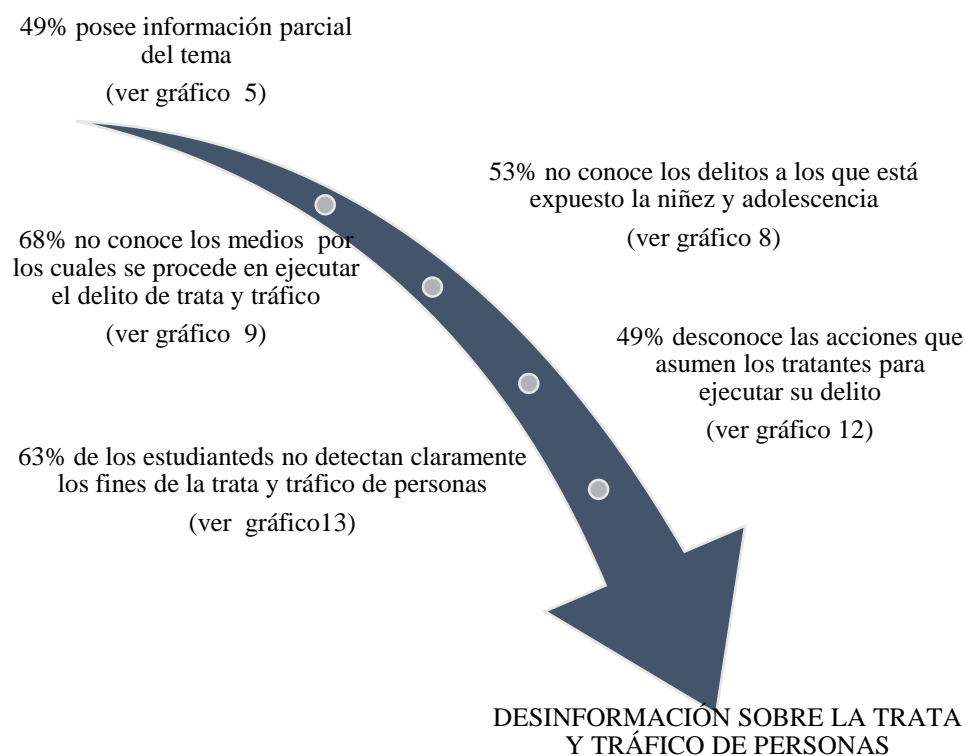 49% posee información parcial
del tema
(ver gráfico 5)
53% no conoce los delitos a los que está
expuesto la niñez y adolescencia
(ver gráfico 8)
68% no conoce los medios por
los cuales se procede en ejecutar
el delito de trata y tráfico
(ver gráfico 9)
49% desconoce las acciones que
asumen los tratantes para
ejecutar su delito
(ver gráfico 12)
63% de los estudianteds no detectan claramente
los fines de la trata y tráfico de personas
(ver gráfico13)
DESINFORMACIÓN SOBRE LA TRATA
Y TRÁFICO DE PERSONAS